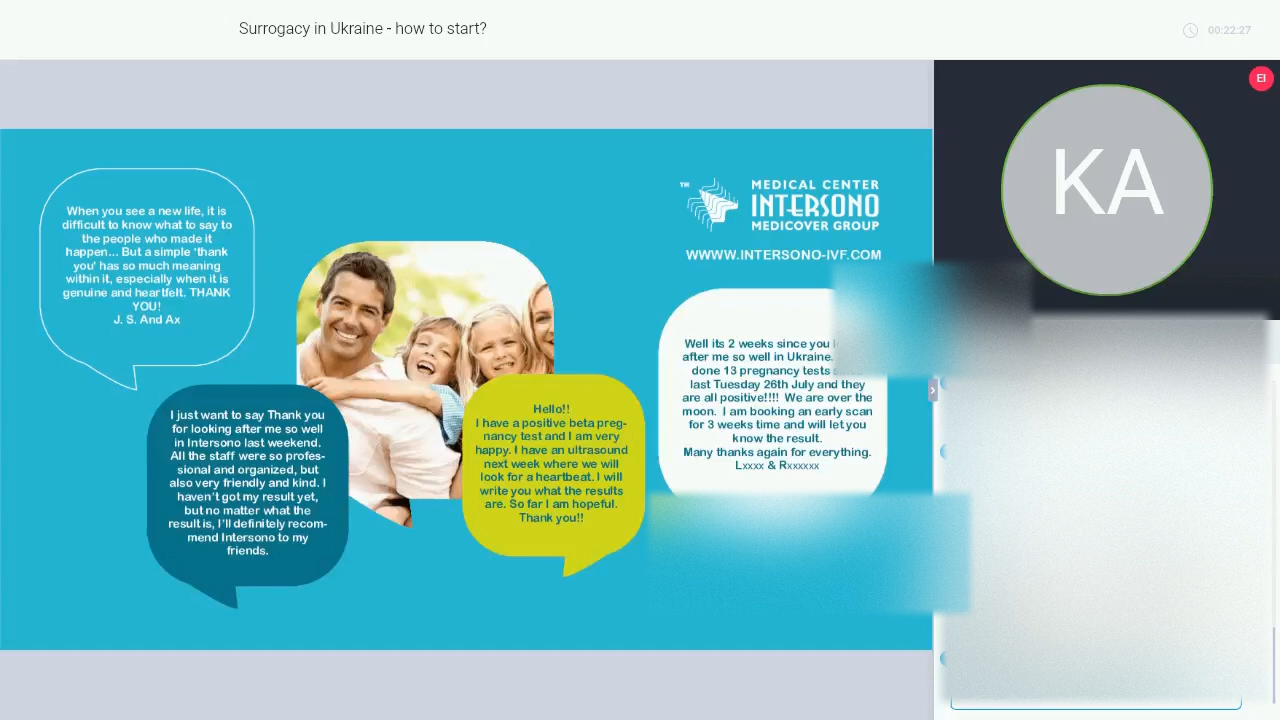 Surrogacy in Ukraine - how to start?
00:22:27
EI
KA
When you see a new life, it is
difficult to know what to say to
the people who made it
happen... But a simple 'thank
you' has so much meaning
within it, especially when it is
genuine and heartfelt. THANK
YOU!
J. S. And Ax
TM
MEDICAL CENTER
INTERSONO
MEDICOVER GROUP
WWWW.INTERSONO-IVF.COM
I just want to say Thank you
for looking after me so well
in Intersono last weekend.
All the staff were so profes-
sional and organized, but
also very friendly and kind. I
haven't got my result yet,
but no matter what the
result is, I'll definitely recom-
mend Intersono to my
friends.
Hello!!
I have a positive beta preg-
nancy test and I am very
happy. I have an ultrasound
next week where we will
look for a heartbeat. I will
write you what the results
are. So far I am hopeful.
Thank you!!
Well its 2 weeks since you
after me so well in Ukraine.
done 13 pregnancy tests
last Tuesday 26th July and they
are all positive!!!! We are over the
moon. I am booking an early scan
for 3 weeks time and will let you
know the result.
Many thanks again for everything.
Lxxxx & Rxxxxxx